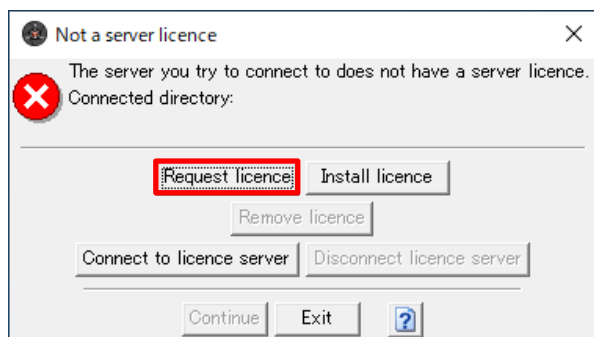 Not a server licence
The server you try to connect to does not have a server licence.
Connected directory:
Request licence Install licence
Remove licence
Connect to licence server Disconnect licence server
Continue Exit ?